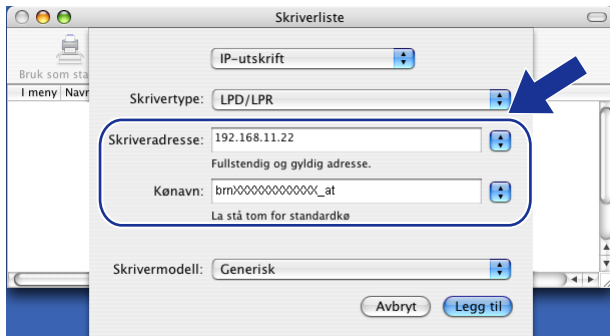 Skriverliste
IP-utskrift
Bruk som sta
I meny Navn
Skrivertype: LPD/LPR
Skriveradresse: 192.168.11.22
Fullstendig og gyldig adresse.
Kønavn: brnXXXXXXXXXXXX_at
La stå tom for standardkø
Skrivermodell: Generisk
Avbryt Legg til